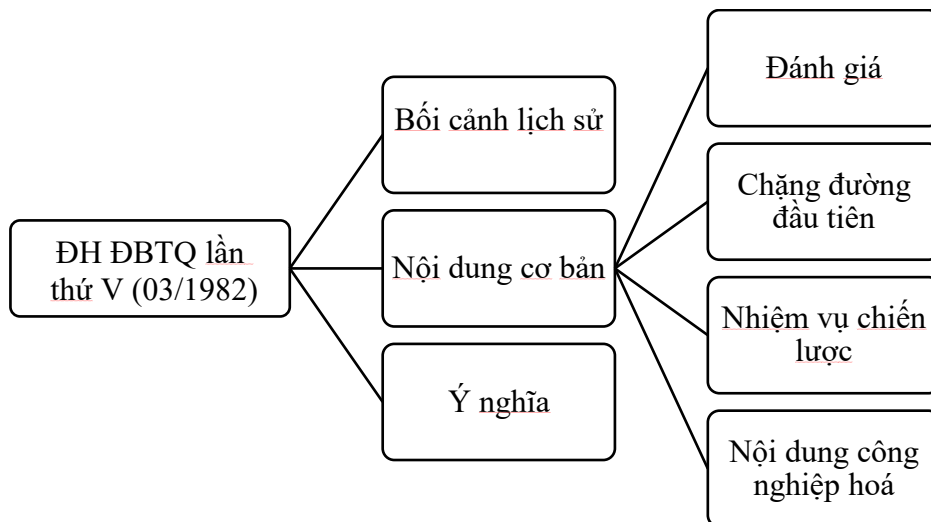 ĐH ĐBTQ lần
thứ V (03/1982)
Bối cảnh lịch sử
Nội dung cơ bản
Ý nghĩa
Đánh giá
Chặng đường
đầu tiên
Nhiệm vụ chiến
lược
Nội dung công
nghiệp hoá